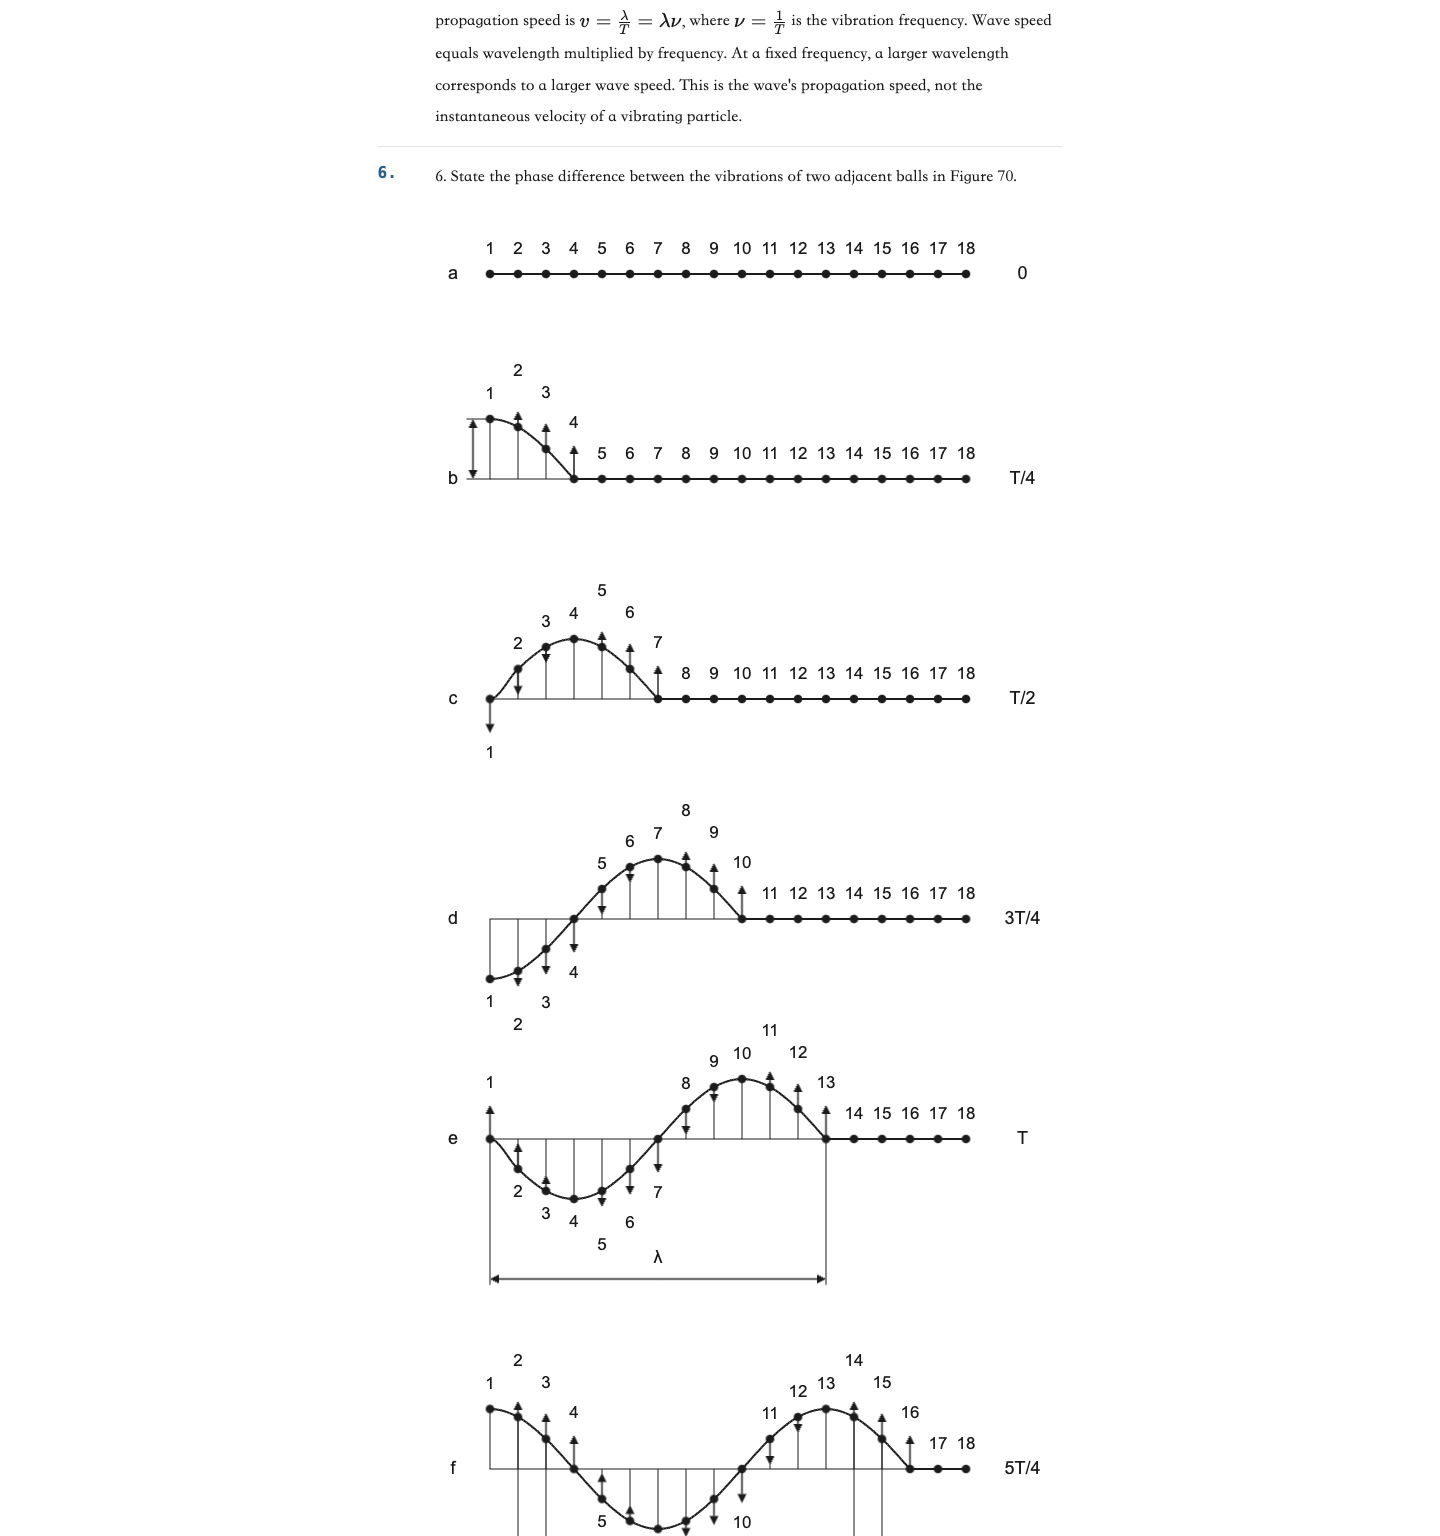 propagation speed is v = λ/T = λν, where ν = 1/T is the vibration frequency. Wave speed
equals wavelength multiplied by frequency. At a fixed frequency, a larger wavelength
corresponds to a larger wave speed. This is the wave's propagation speed, not the
instantaneous velocity of a vibrating particle.
6. 6. State the phase difference between the vibrations of two adjacent balls in Figure 70.
1 2 3 4 5 6 7 8 9 10 11 12 13 14 15 16 17 18
a 0
2
1 3
4
5 6 7 8 9 10 11 12 13 14 15 16 17 18
b T/4
5
3 4 6
2 7
8 9 10 11 12 13 14 15 16 17 18
c T/2
1
8
6 7 9
5 10
11 12 13 14 15 16 17 18
d 3T/4
4
1 3
2
11
9 10 12
1 8 13
14 15 16 17 18
e T
2 7
3 4 6
5
λ
2 14
1 3 12 13 15
4 11 16
17 18
f 5T/4
5 10